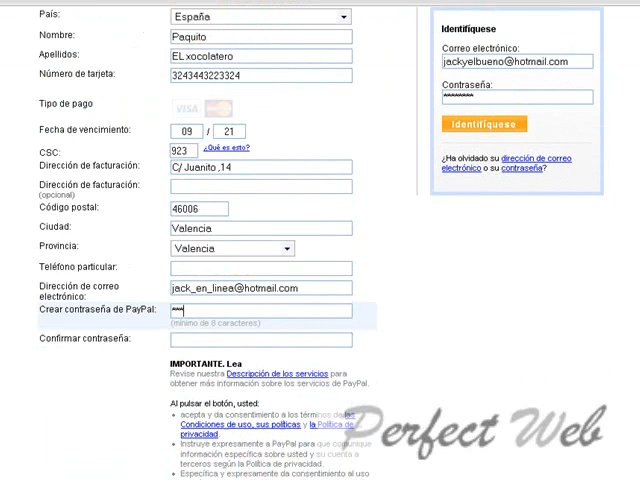 País: España
Nombre: Paquito
Apellidos: EL xocolatero
Número de tarjeta: 3243443223324
Tipo de pago VISA MasterCard
Fecha de vencimiento: 09 / 21
CSC: 923 ¿Qué es esto?
Dirección de facturación: C/ Juanito ,14
Dirección de facturación:
(opcional)
Código postal: 46006
Ciudad: Valencia
Provincia: Valencia
Teléfono particular:
Dirección de correo
electrónico: jack_en_linea@hotmail.com
Crear contraseña de PayPal: ***
(mínimo de 8 caracteres)
Confirmar contraseña:
IMPORTANTE. Lea
Revise nuestra Descripción de los servicios para
obtener más información sobre los servicios de PayPal.
Al pulsar el botón, usted:
acepta y da consentimiento a los términos de las
Condiciones de uso, sus políticas y la Política de
privacidad.
Instruye expresamente a PayPal para que comunique
información específica sobre usted y su cuenta a
terceros según la Política de privacidad.
Específica y expresamente da consentimiento al uso
Identifíquese
Correo electrónico:
jackyelbueno@hotmail.com
Contraseña:
********
Identifíquese
¿Ha olvidado su dirección de correo
electrónico o su contraseña?
Perfect Web